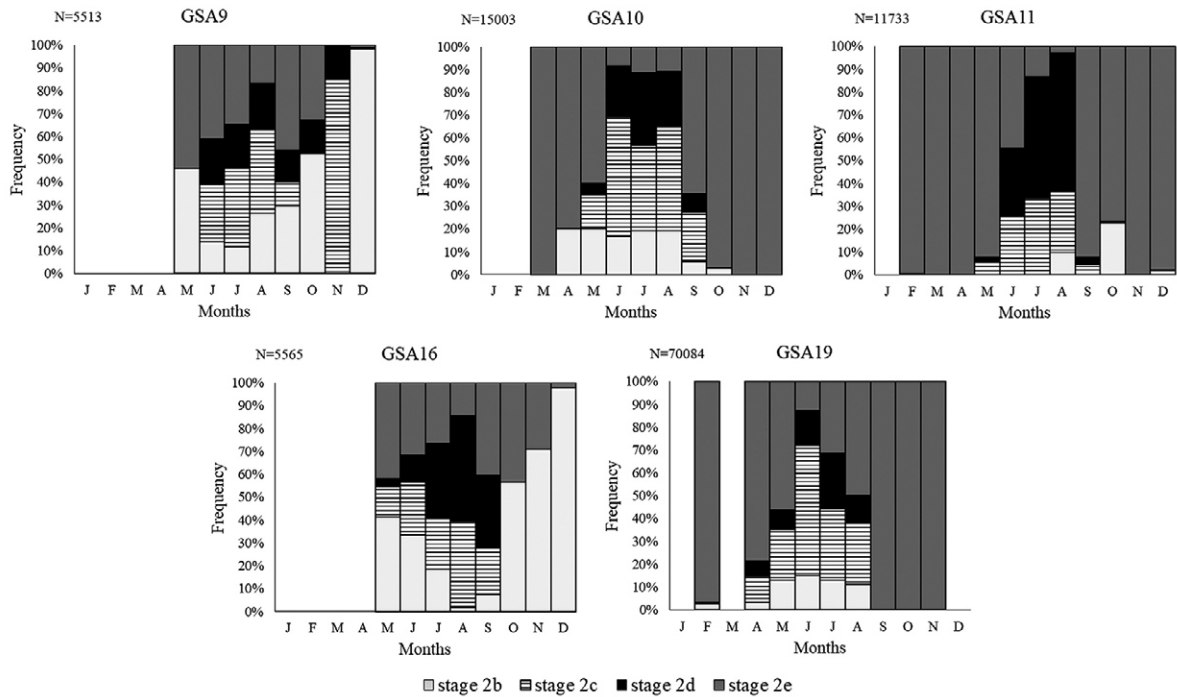 N=5513 GSA9
100%
90%
80%
70%
60%
50%
40%
30%
20%
10%
0%
Frequency
J F M A M J J A S O N D
Months
N=15003 GSA10
100%
90%
80%
70%
60%
50%
40%
30%
20%
10%
0%
Frequency
J F M A M J J A S O N D
Months
N=11733 GSA11
100%
90%
80%
70%
60%
50%
40%
30%
20%
10%
0%
Frequency
J F M A M J J A S O N D
Months
N=5565 GSA16
100%
90%
80%
70%
60%
50%
40%
30%
20%
10%
0%
Frequency
J F M A M J J A S O N D
Months
N=70084 GSA19
100%
90%
80%
70%
60%
50%
40%
30%
20%
10%
0%
Frequency
J F M A M J J A S O N D
Months
stage 2b stage 2c stage 2d stage 2e